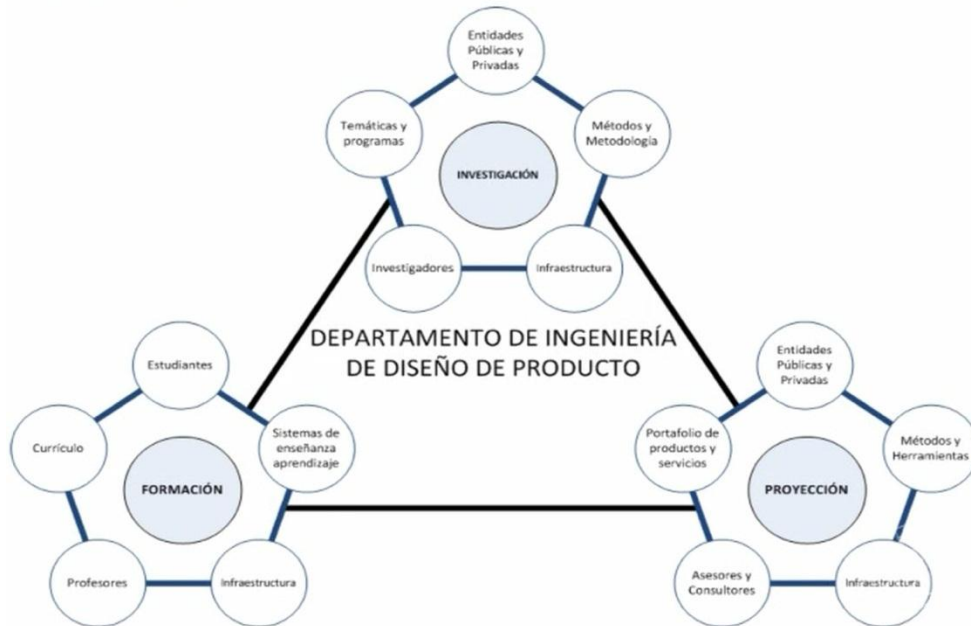 Entidades
Públicas y
Privadas
Temáticas y
programas
Métodos y
Metodología
INVESTIGACIÓN
Investigadores
Infraestructura
DEPARTAMENTO DE INGENIERÍA
DE DISEÑO DE PRODUCTO
Estudiantes
Currículo
Sistemas de
enseñanza
aprendizaje
FORMACIÓN
Profesores
Infraestructura
Entidades
Públicas y
Privadas
Portafolio de
productos y
servicios
Métodos y
Herramientas
PROYECCIÓN
Asesores y
Consultores
Infraestructura